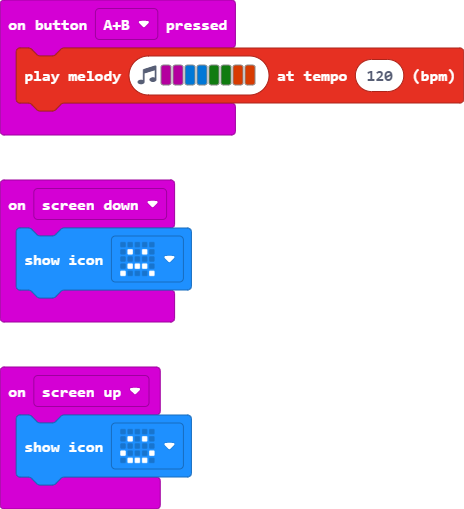 on button A+B pressed
play melody at tempo 120 (bpm)
on screen down
show icon
on screen up
show icon